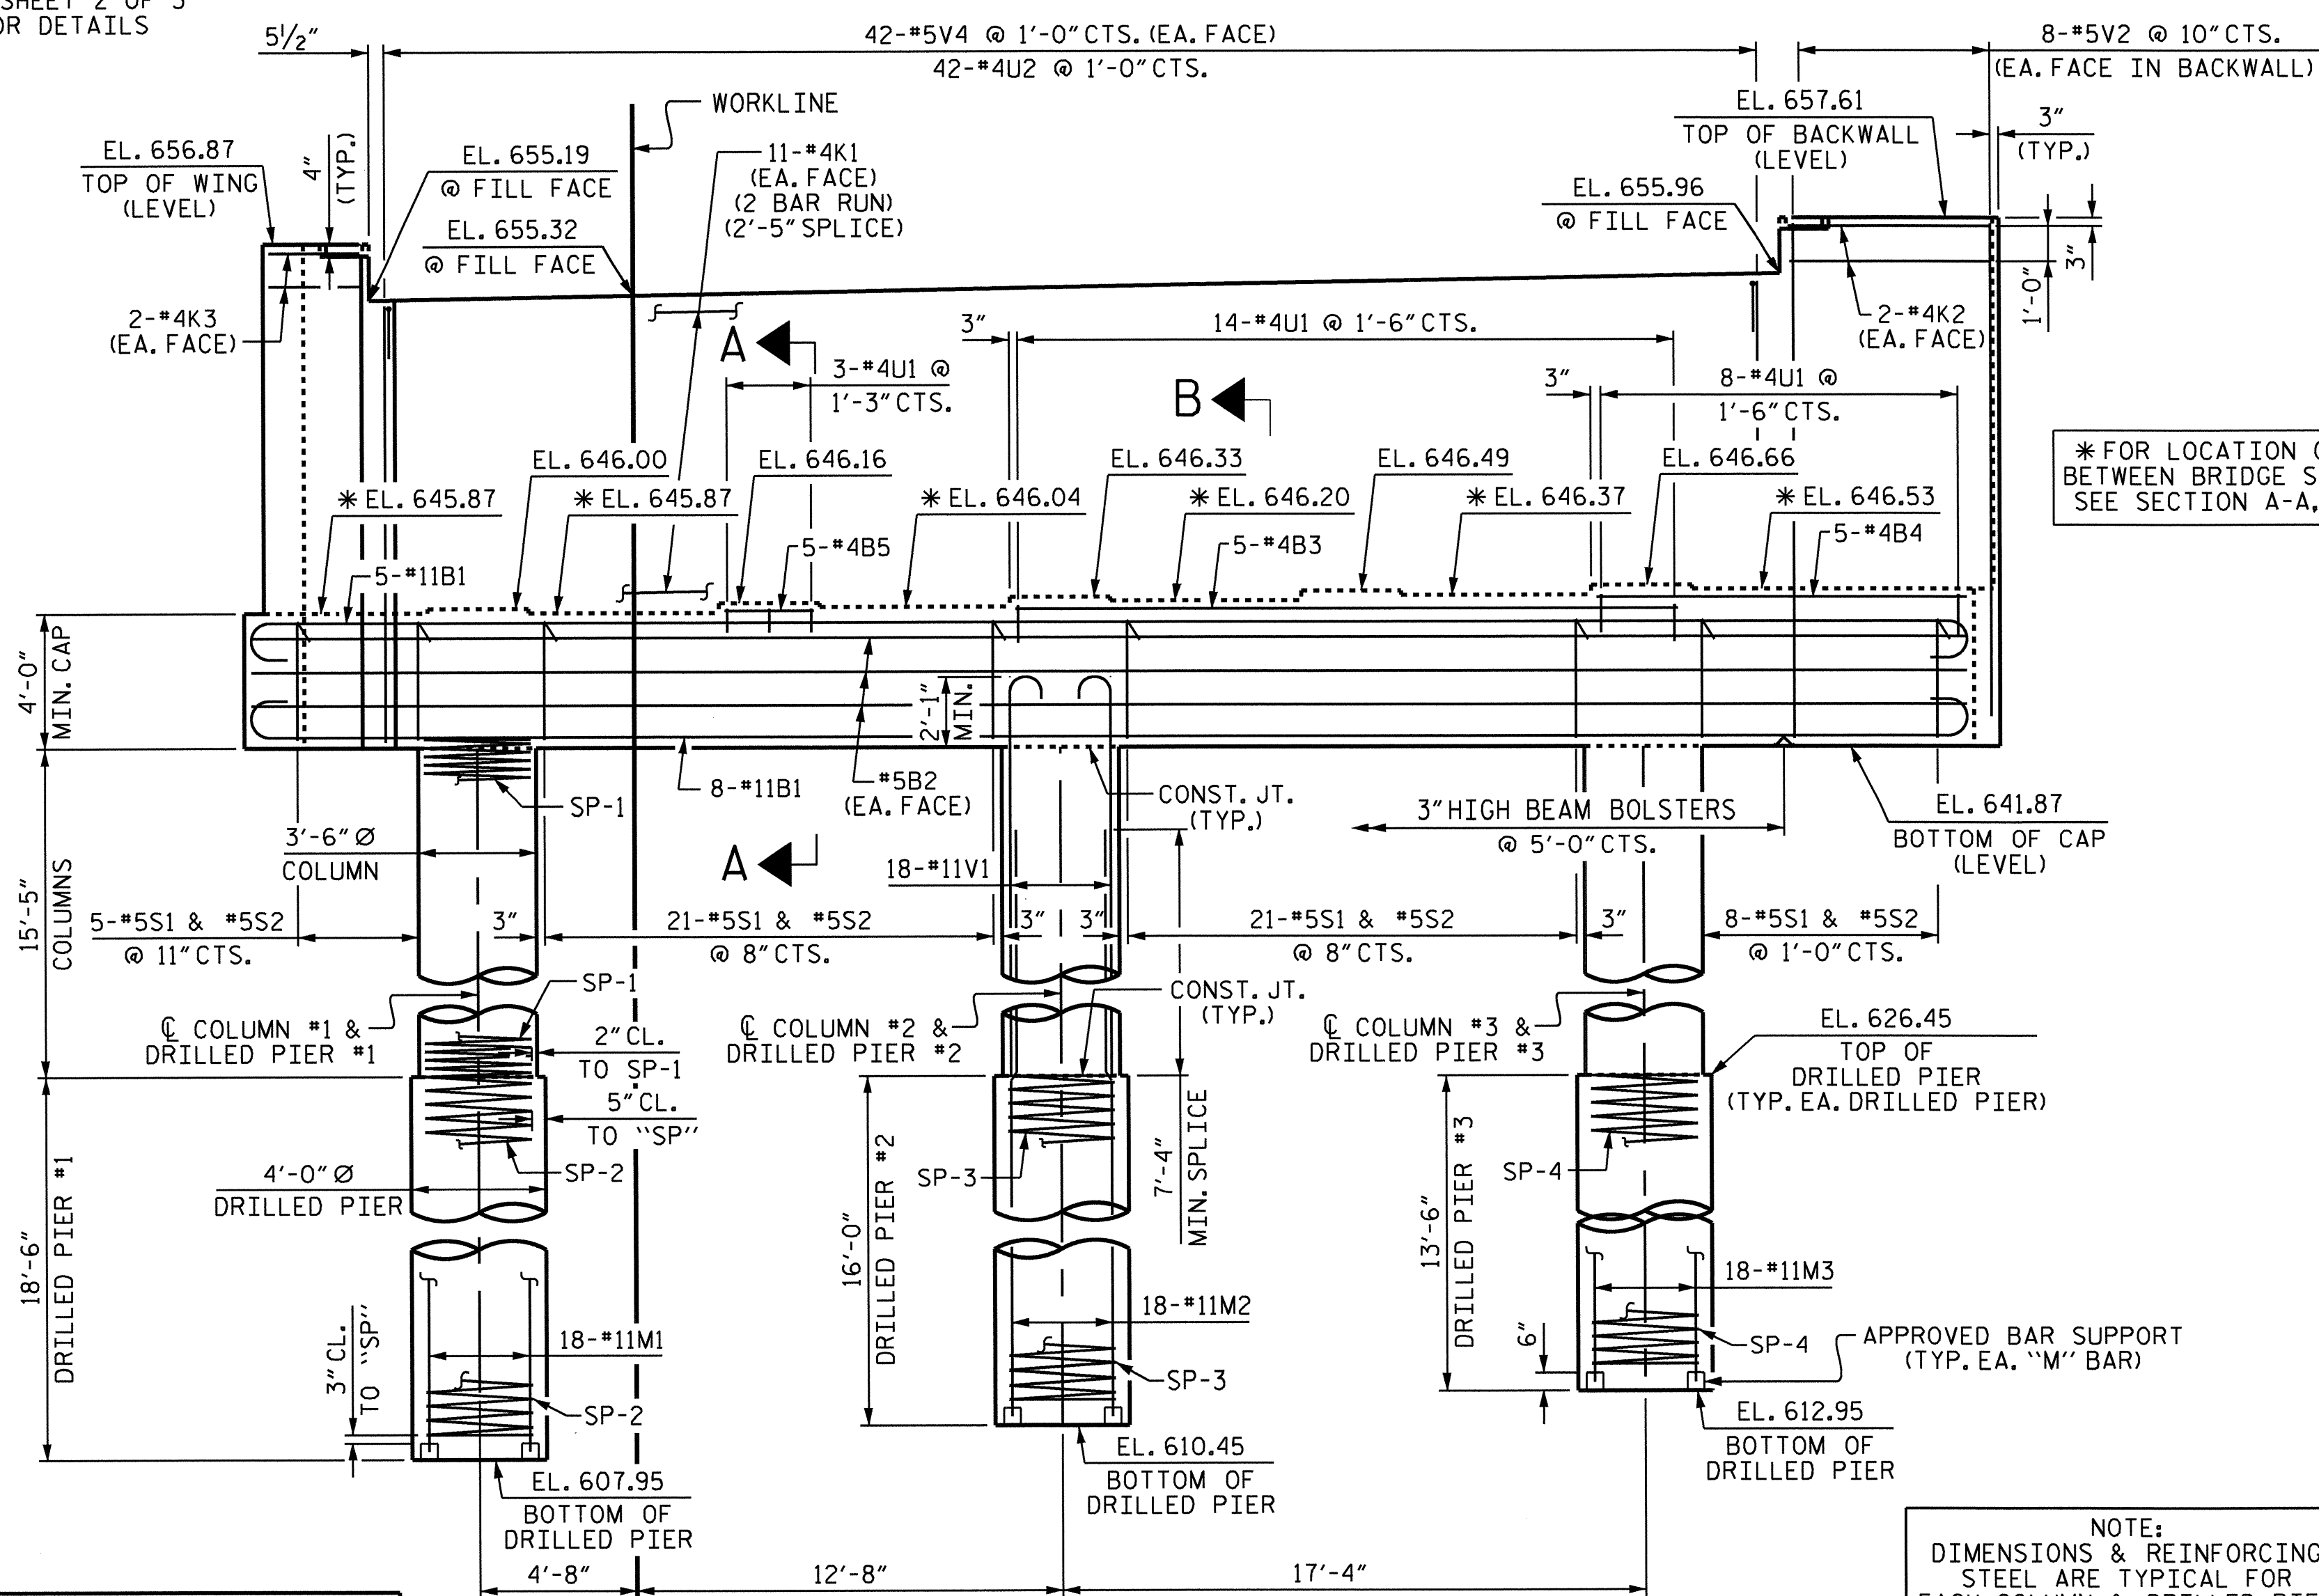 SHEET 2 OF 5
OR DETAILS
5½"
42-#5V4 @ 1'-0"CTS. (EA. FACE)
42-#4U2 @ 1'-0"CTS.
8-#5V2 @ 10"CTS.
(EA. FACE IN BACKWALL)
WORKLINE
EL. 656.87
TOP OF WING
(LEVEL)
4"
(TYP.)
EL. 655.19
@ FILL FACE
EL. 655.32
@ FILL FACE
11-#4K1
(EA. FACE)
(2 BAR RUN)
(2'-5"SPLICE)
EL. 657.61
TOP OF BACKWALL
(LEVEL)
3"
(TYP.)
EL. 655.96
@ FILL FACE
3"
1'-0"
2-#4K3
(EA. FACE)
2-#4K2
(EA. FACE)
A
3"
14-#4U1 @ 1'-6"CTS.
3-#4U1 @
1'-3"CTS.
B
3"
8-#4U1 @
1'-6"CTS.
EL. 646.00
EL. 646.16
EL. 646.33
EL. 646.49
EL. 646.66
* EL. 645.87
* EL. 645.87
* EL. 646.04
* EL. 646.20
* EL. 646.37
* EL. 646.53
* FOR LOCATION
BETWEEN BRIDGE
SEE SECTION A-A,
5-#11B1
5-#4B5
5-#4B3
5-#4B4
4'-0"
MIN. CAP
2'-1"
MIN.
8-#11B1
#5B2
(EA. FACE)
SP-1
CONST. JT.
(TYP.)
3"HIGH BEAM BOLSTERS
@ 5'-0"CTS.
EL. 641.87
BOTTOM OF CAP
(LEVEL)
3'-6" Ø
COLUMN
A
18-#11V1
15'-5"
COLUMNS
5-#5S1 & #5S2
@ 11"CTS.
3"
21-#5S1 & #5S2
@ 8"CTS.
3"
3"
21-#5S1 & #5S2
@ 8"CTS.
3"
8-#5S1 & #5S2
@ 1'-0"CTS.
SP-1
CONST. JT.
(TYP.)
℄ COLUMN #1 &
DRILLED PIER #1
℄ COLUMN #2 &
DRILLED PIER #2
℄ COLUMN #3 &
DRILLED PIER #3
2"CL.
TO SP-1
5"CL.
TO "SP"
EL. 626.45
TOP OF
DRILLED PIER
(TYP. EA. DRILLED PIER)
SP-2
SP-3
SP-4
4'-0" Ø
DRILLED PIER
7'-4"
MIN. SPLICE
18'-6"
DRILLED PIER #1
16'-0"
DRILLED PIER #2
13'-6"
DRILLED PIER #3
3"CL.
TO "SP"
18-#11M1
SP-2
18-#11M2
SP-3
18-#11M3
SP-4
6"
APPROVED BAR SUPPORT
(TYP. EA. "M" BAR)
EL. 607.95
BOTTOM OF
DRILLED PIER
EL. 610.45
BOTTOM OF
DRILLED PIER
EL. 612.95
BOTTOM OF
DRILLED PIER
4'-8"
12'-8"
17'-4"
NOTE:
DIMENSIONS & REINFORCING
STEEL ARE TYPICAL FOR